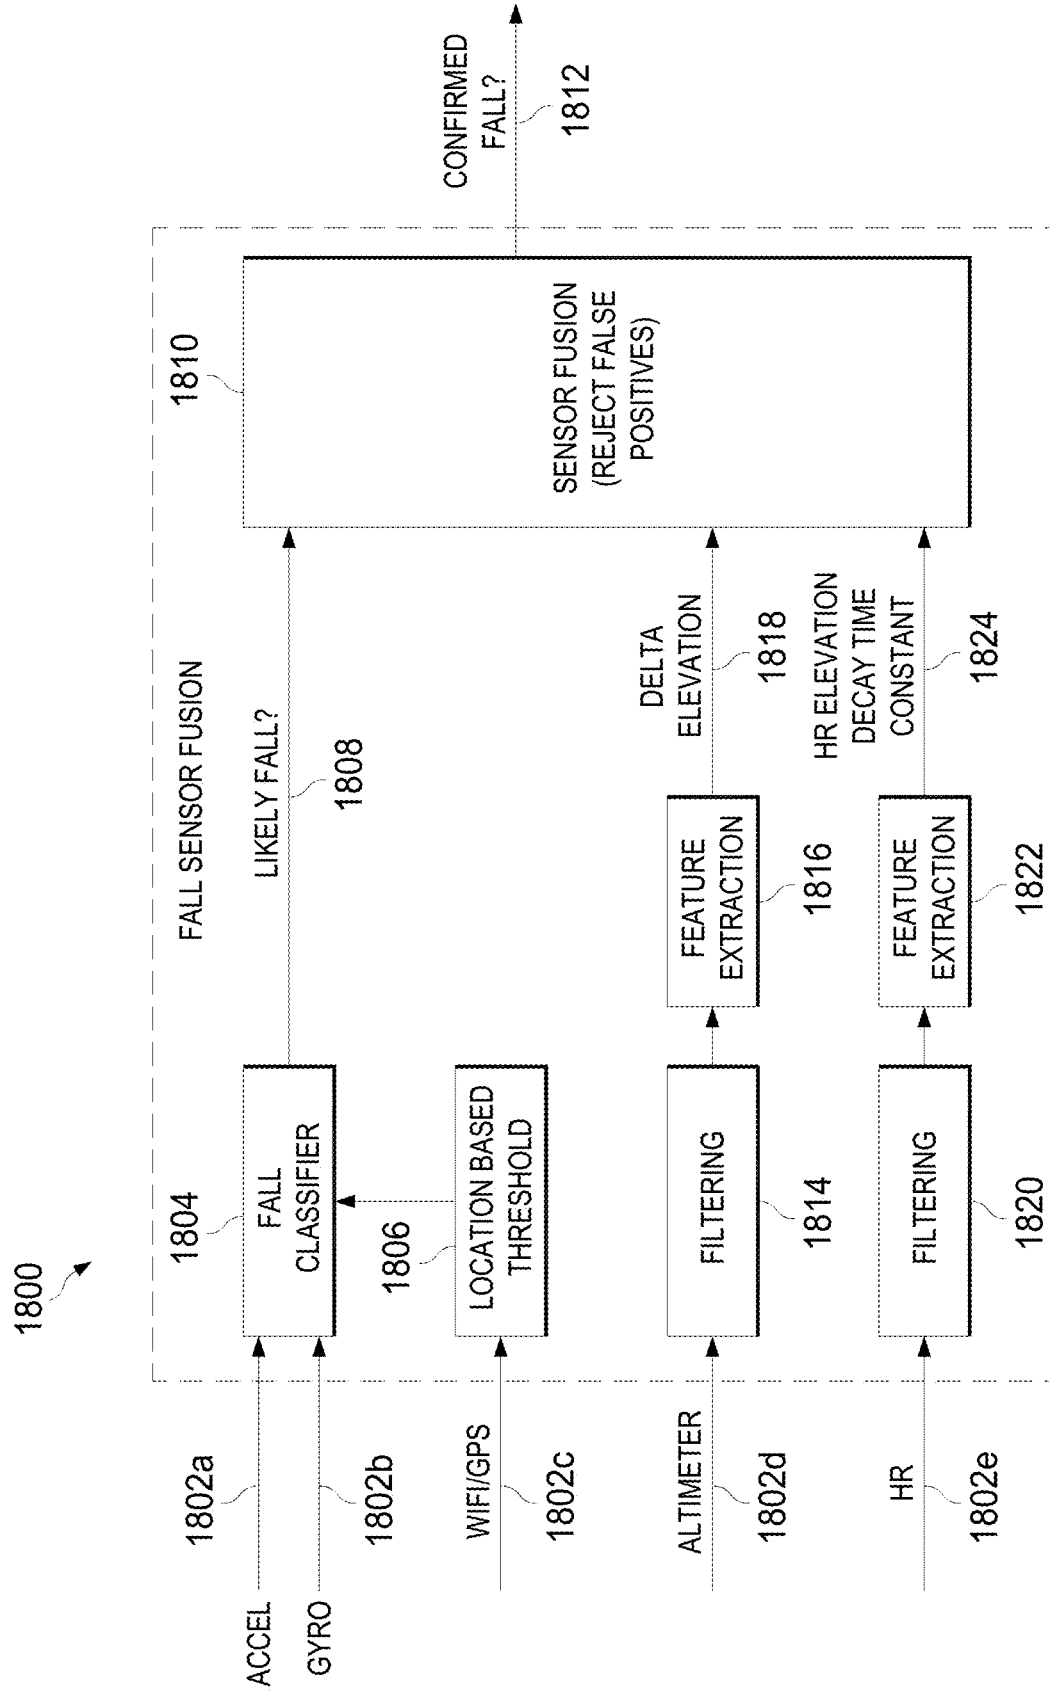 1800
FALL SENSOR FUSION
ACCEL
1802a
GYRO
1802b
1804
FALL
CLASSIFIER
LIKELY FALL?
1808
1810
SENSOR FUSION
(REJECT FALSE
POSITIVES)
CONFIRMED
FALL?
1812
WIFI/GPS
1802c
1806
LOCATION BASED
THRESHOLD
ALTIMETER
1802d
FILTERING
1814
FEATURE
EXTRACTION
1816
DELTA
ELEVATION
1818
HR
1802e
FILTERING
1820
FEATURE
EXTRACTION
1822
HR ELEVATION
DECAY TIME
CONSTANT
1824